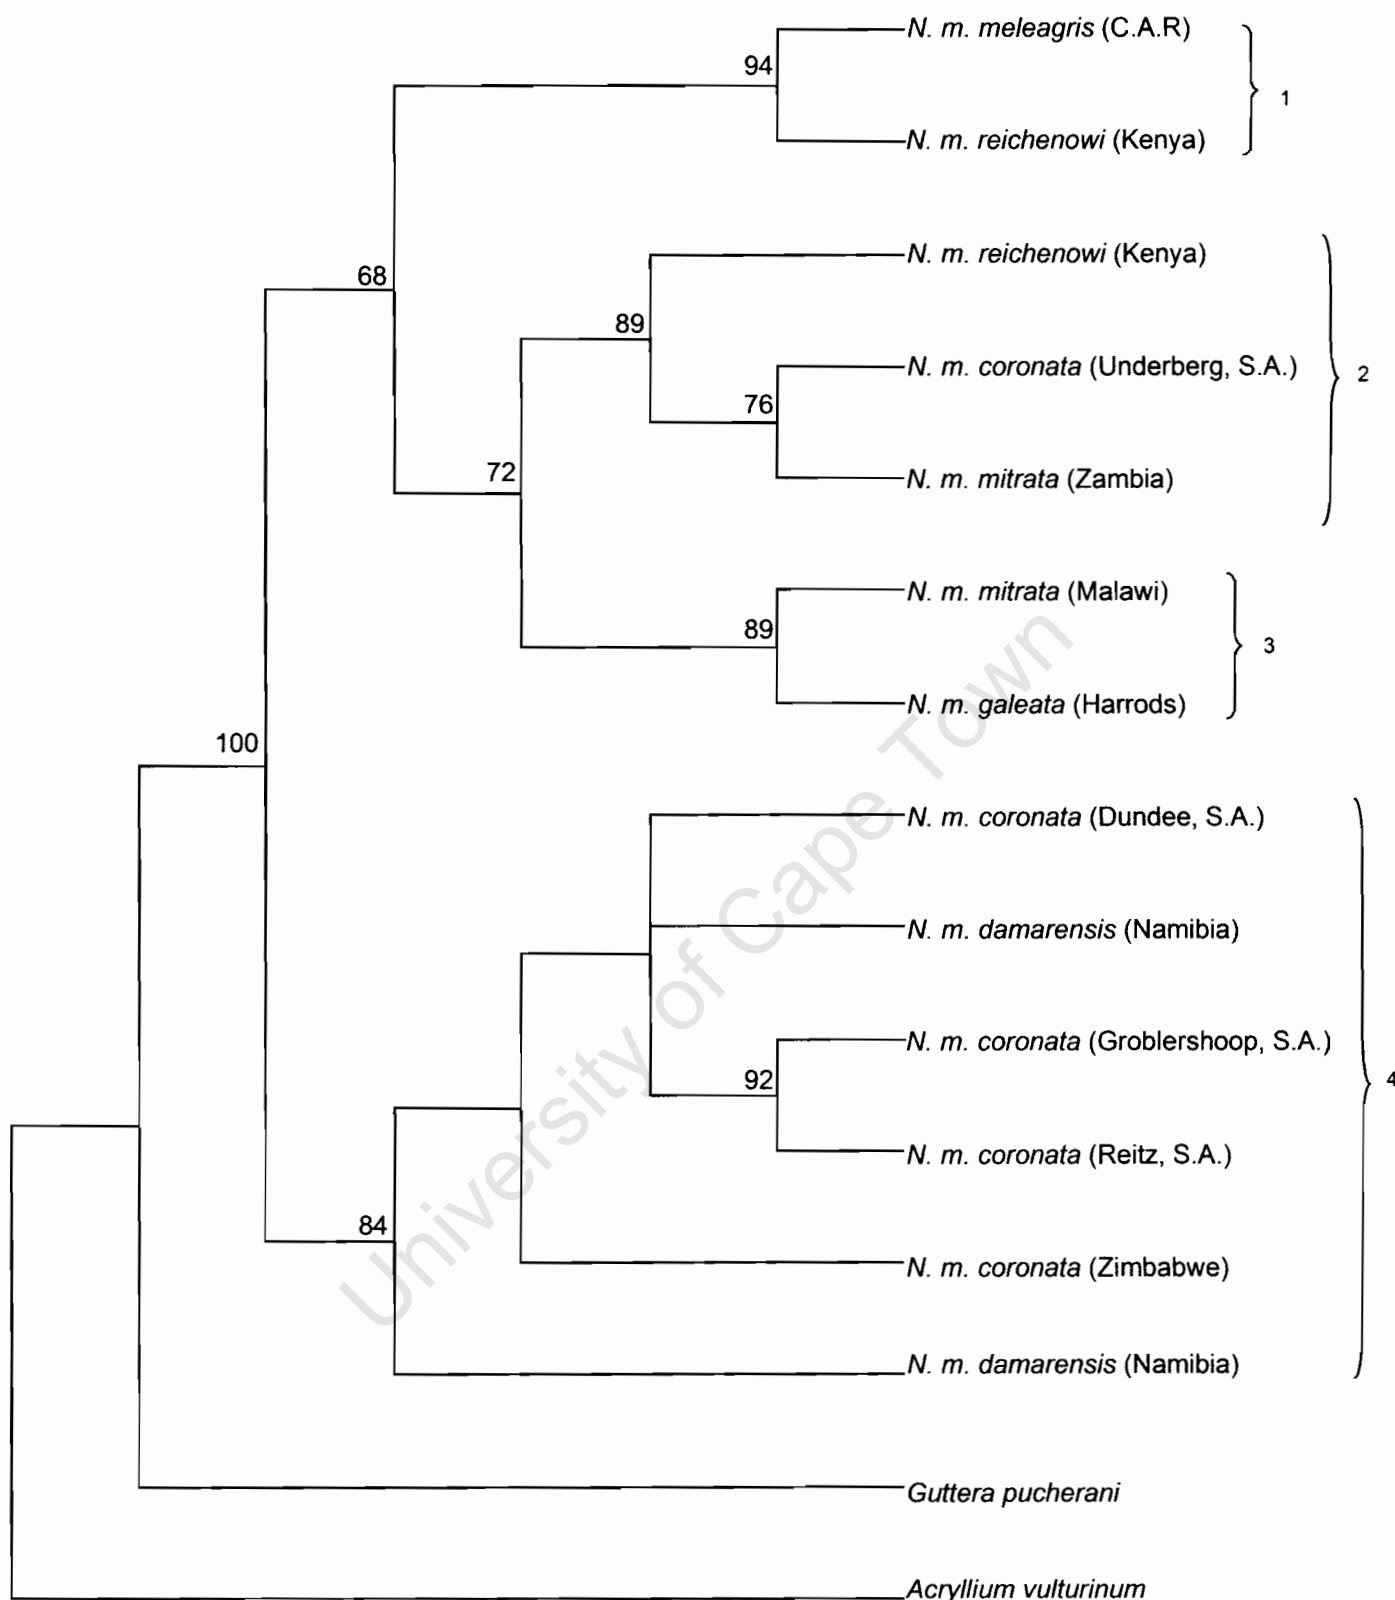 N. m. meleagris (C.A.R)
94
1
N. m. reichenowi (Kenya)
N. m. reichenowi (Kenya)
68
89
N. m. coronata (Underberg, S.A.)
2
76
72
N. m. mitrata (Zambia)
N. m. mitrata (Malawi)
89
3
N. m. galeata (Harrods)
100
N. m. coronata (Dundee, S.A.)
N. m. damarensis (Namibia)
N. m. coronata (Groblershoop, S.A.)
92
4
N. m. coronata (Reitz, S.A.)
84
N. m. coronata (Zimbabwe)
N. m. damarensis (Namibia)
Guttera pucherani
Acryllium vulturinum
University of Cape Town